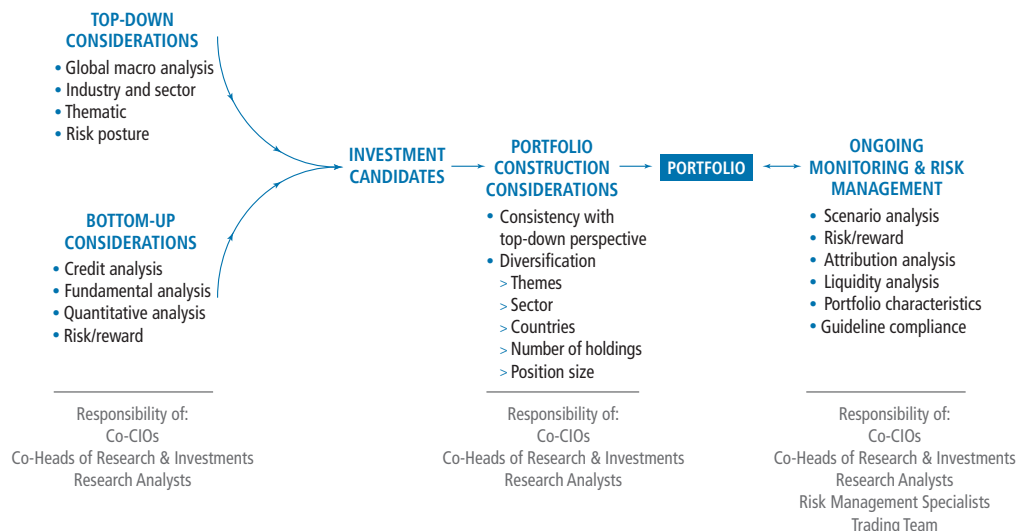 TOP-DOWN
CONSIDERATIONS
• Global macro analysis
• Industry and sector
• Thematic
• Risk posture
BOTTOM-UP
CONSIDERATIONS
• Credit analysis
• Fundamental analysis
• Quantitative analysis
• Risk/reward
Responsibility of:
Co-CIOs
Co-Heads of Research & Investments
Research Analysts
INVESTMENT
CANDIDATES
PORTFOLIO
CONSTRUCTION
CONSIDERATIONS
• Consistency with
top-down perspective
• Diversification
> Themes
> Sector
> Countries
> Number of holdings
> Position size
Responsibility of:
Co-CIOs
Co-Heads of Research & Investments
Research Analysts
PORTFOLIO
ONGOING
MONITORING & RISK
MANAGEMENT
• Scenario analysis
• Risk/reward
• Attribution analysis
• Liquidity analysis
• Portfolio characteristics
• Guideline compliance
Responsibility of:
Co-CIOs
Co-Heads of Research & Investments
Research Analysts
Risk Management Specialists
Trading Team